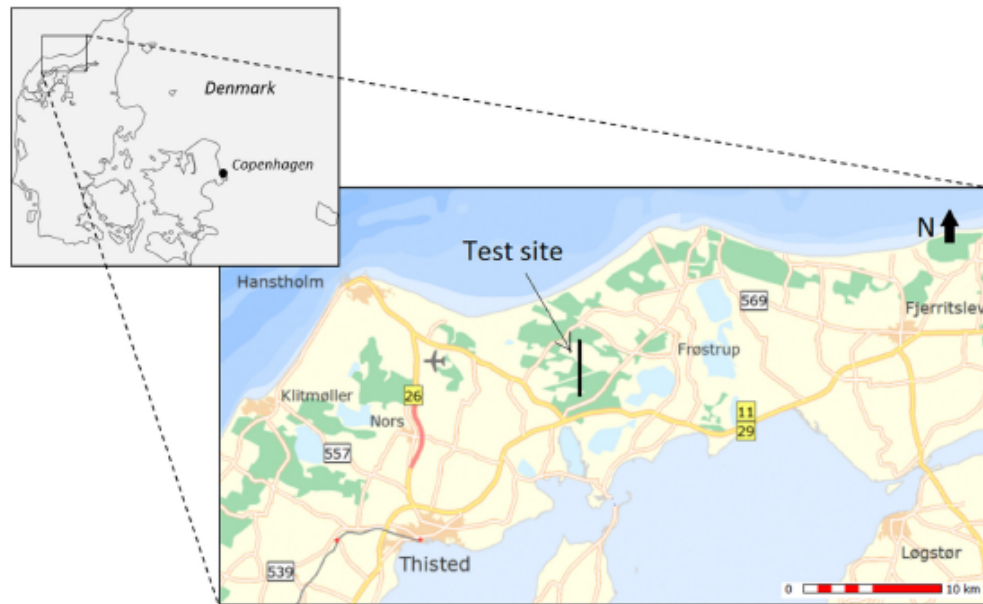 Denmark
Copenhagen
N
Test site
Hanstholm
569
Fjerritslev
Frøstrup
Klitmøller
26
Nors
11
29
557
Thisted
Løgstør
539
0
10 km